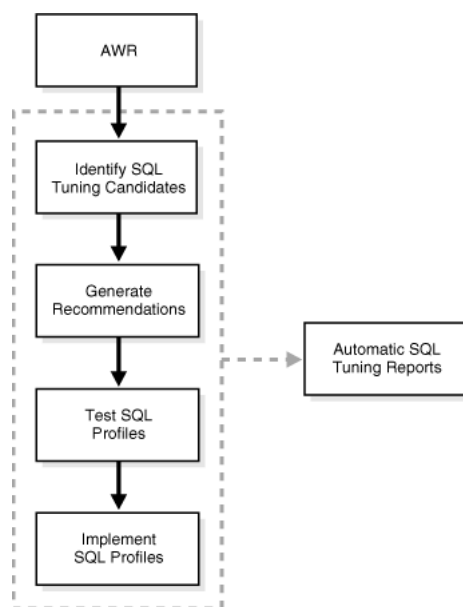 AWR
Identify SQL
Tuning Candidates
Generate
Recommendations
Automatic SQL
Tuning Reports
Test SQL
Profiles
Implement
SQL Profiles